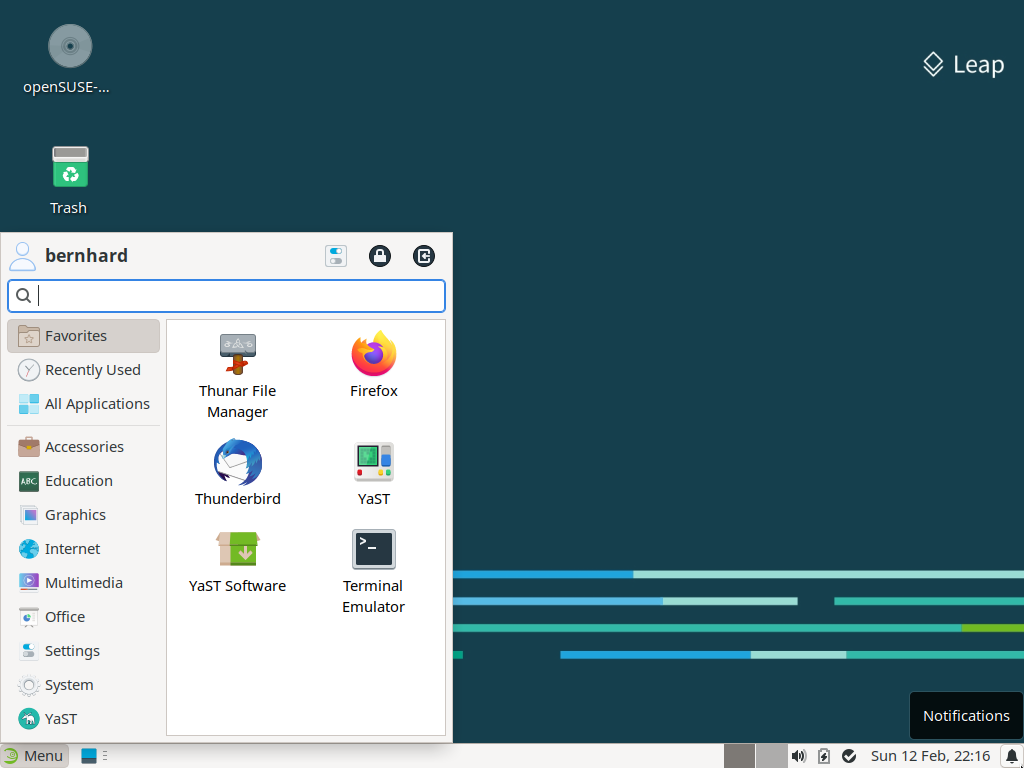 openSUSE-...
Leap
Trash
bernhard
Favorites
Recently Used
All Applications
Accessories
Education
Graphics
Internet
Multimedia
Office
Settings
System
YaST
Thunar File
Manager
Firefox
Thunderbird
YaST
YaST Software
Terminal
Emulator
ABC
>_
Notifications
Menu
Sun 12 Feb, 22:16